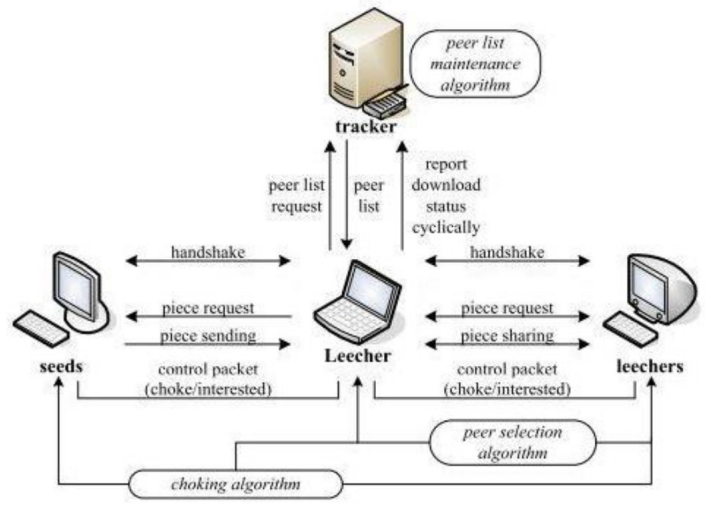 peer list
maintenance
algorithm
tracker
peer list
request
peer
list
report
download
status
cyclically
handshake
handshake
piece request
piece request
piece sending
piece sharing
seeds
Leecher
leechers
control packet
(choke/interested)
control packet
(choke/interested)
peer selection
algorithm
choking algorithm